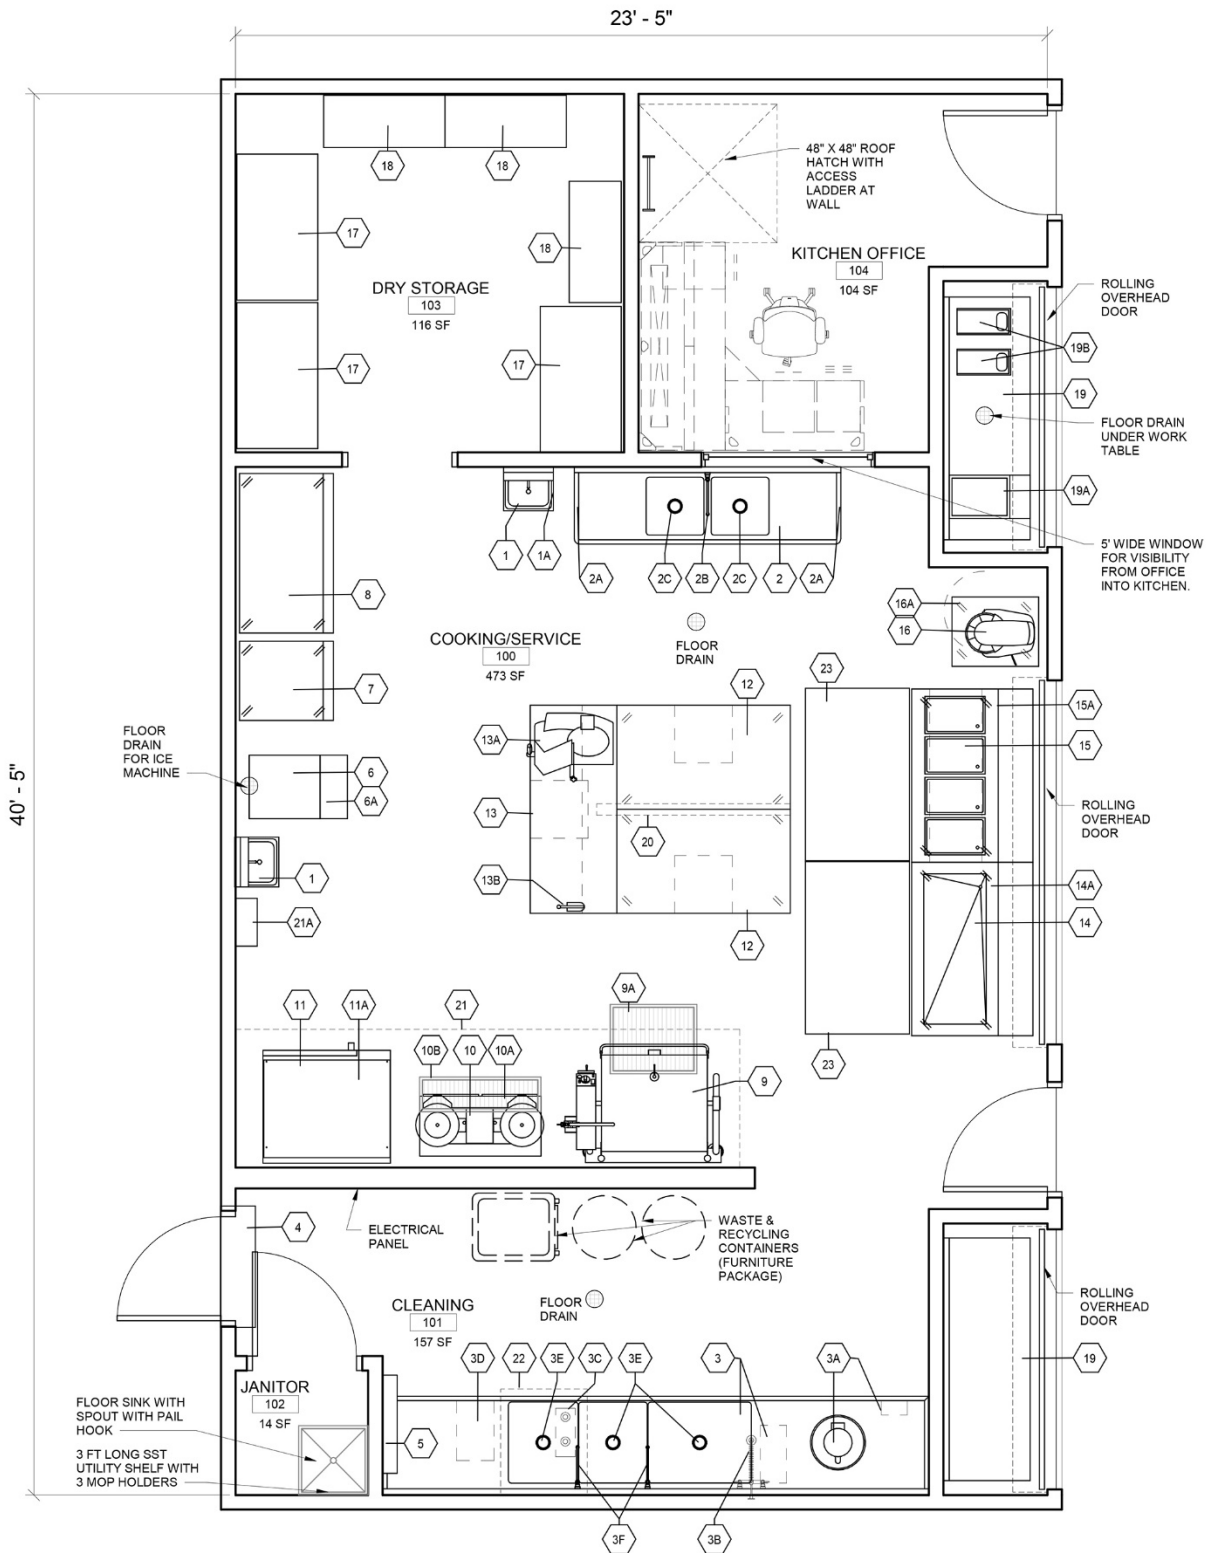 23' - 5"
40' - 5"
18
18
17
18
DRY STORAGE
103
116 SF
17
17
48" X 48" ROOF
HATCH WITH
ACCESS
LADDER AT
WALL
KITCHEN OFFICE
104
104 SF
ROLLING
OVERHEAD
DOOR
19B
19
FLOOR DRAIN
UNDER WORK
TABLE
19A
5' WIDE WINDOW
FOR VISIBILITY
FROM OFFICE
INTO KITCHEN.
1
1A
2A
2C
2B
2C
2
2A
8
16A
16
COOKING/SERVICE
100
473 SF
FLOOR
DRAIN
7
12
23
15A
FLOOR
DRAIN
FOR ICE
MACHINE
13A
15
6
6A
13
20
ROLLING
OVERHEAD
DOOR
1
13B
14A
21A
12
14
11
11A
21
9A
10B
10
10A
9
23
4
ELECTRICAL
PANEL
WASTE &
RECYCLING
CONTAINERS
(FURNITURE
PACKAGE)
CLEANING
101
157 SF
FLOOR
DRAIN
ROLLING
OVERHEAD
DOOR
3D
22
3E
3C
3E
3
3A
19
JANITOR
102
14 SF
FLOOR SINK WITH
SPOUT WITH PAIL
HOOK
5
3 FT LONG SST
UTILITY SHELF WITH
3 MOP HOLDERS
3F
3B